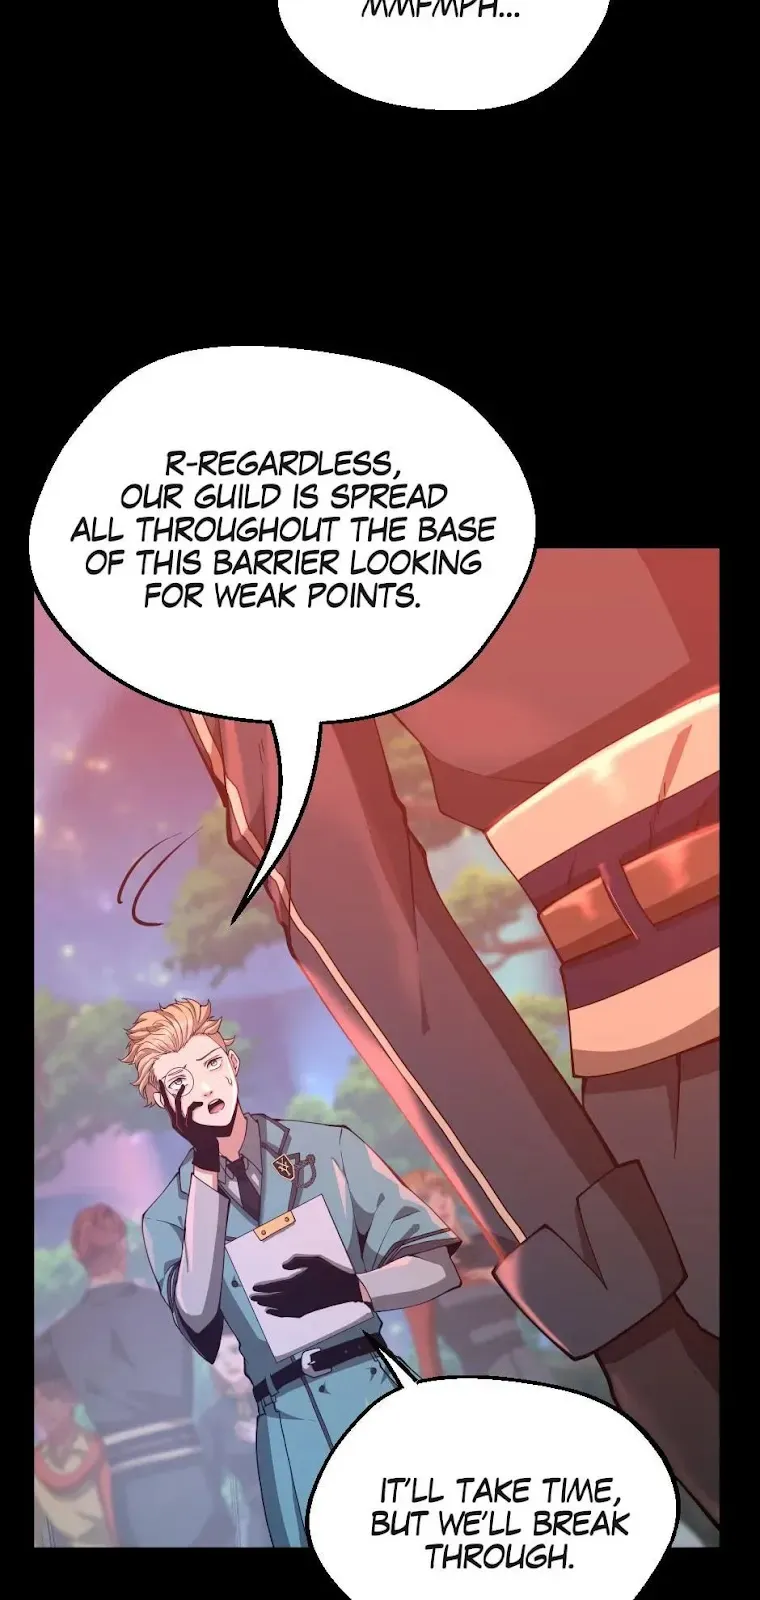 MMFMPH...
R-REGARDLESS,
OUR GUILD IS SPREAD
ALL THROUGHOUT THE BASE
OF THIS BARRIER LOOKING
FOR WEAK POINTS.
IT'LL TAKE TIME,
BUT WE'LL BREAK
THROUGH.